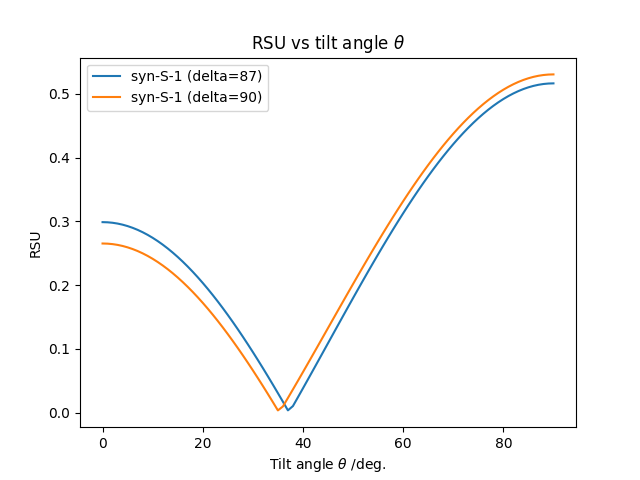 RSU vs tilt angle θ
syn-S-1 (delta=87)
syn-S-1 (delta=90)
RSU
0.5
0.4
0.3
0.2
0.1
0.0
0 20 40 60 80
Tilt angle θ /deg.